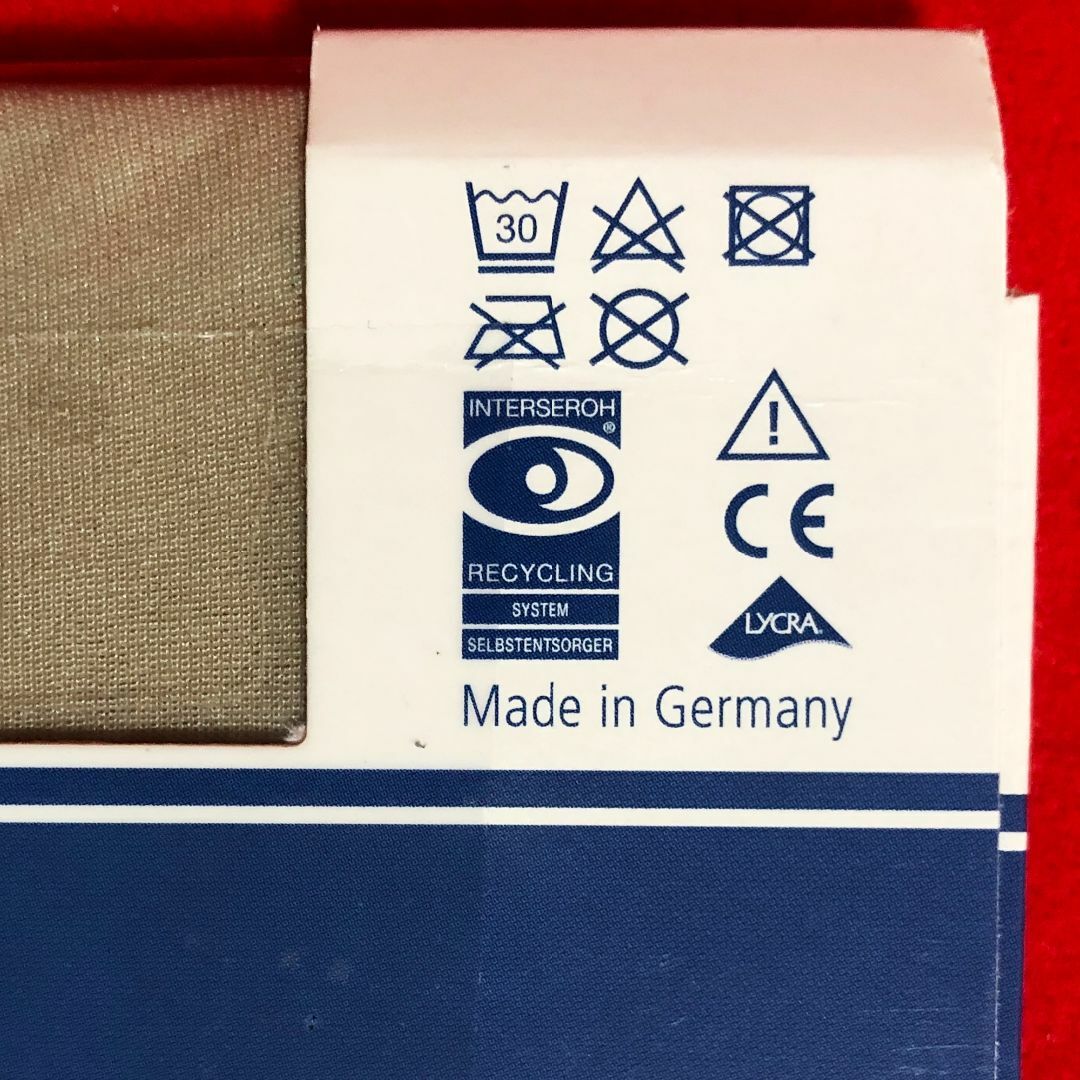 30
INTERSEROH
®
RECYCLING
SYSTEM
SELBSTENTSORGER
!
CE
LYCRA®
Made in Germany